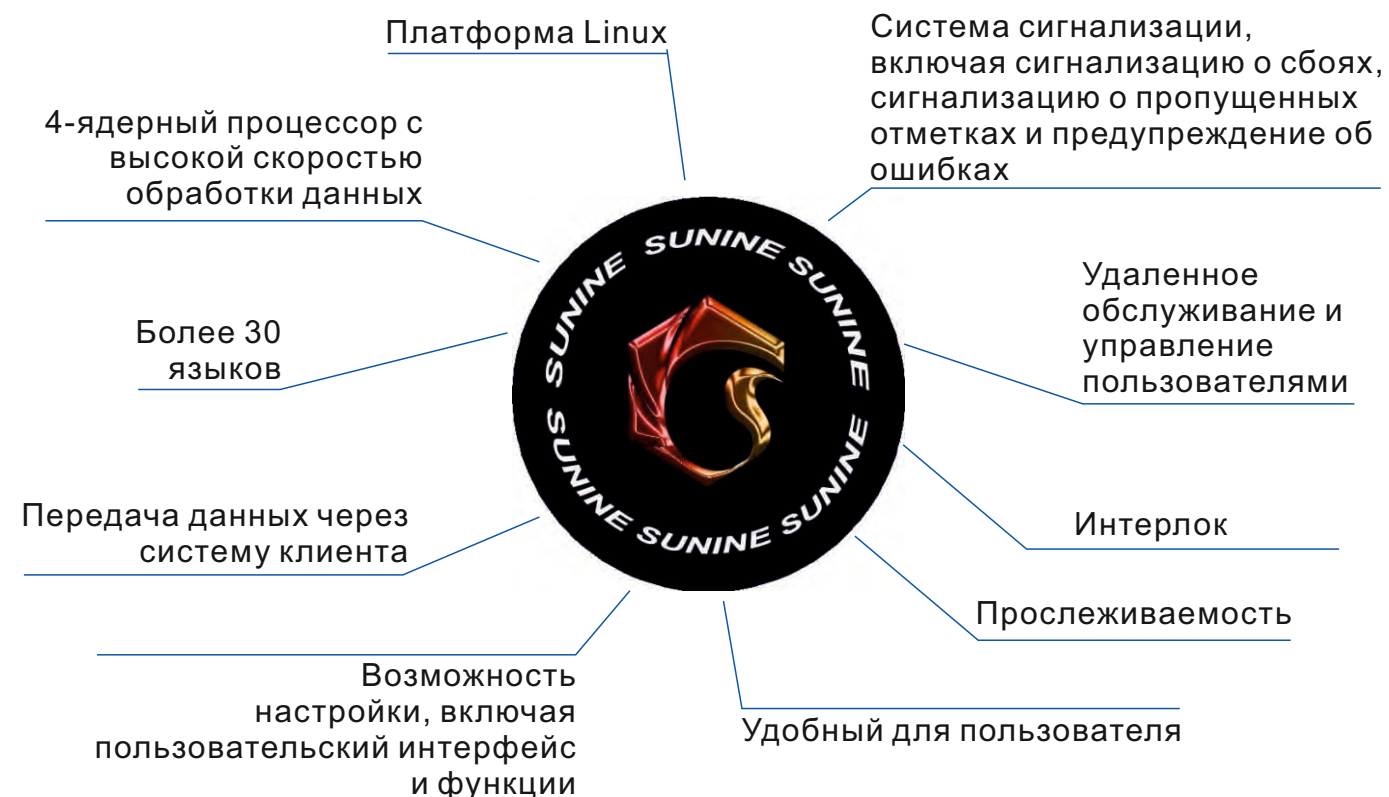 Платформа Linux
Система сигнализации,
включая сигнализацию о сбоях,
сигнализацию о пропущенных
отметках и предупреждение об
ошибках
4-ядерный процессор с
высокой скоростью
обработки данных
SUNINE SUNINE SUNINE
SUNINE SUNINE SUNINE
Удаленное
обслуживание и
управление
пользователями
Более 30
языков
Передача данных через
систему клиента
Интерлок
Прослеживаемость
Возможность
настройки, включая
пользовательский интерфейс
и функции
Удобный для пользователя